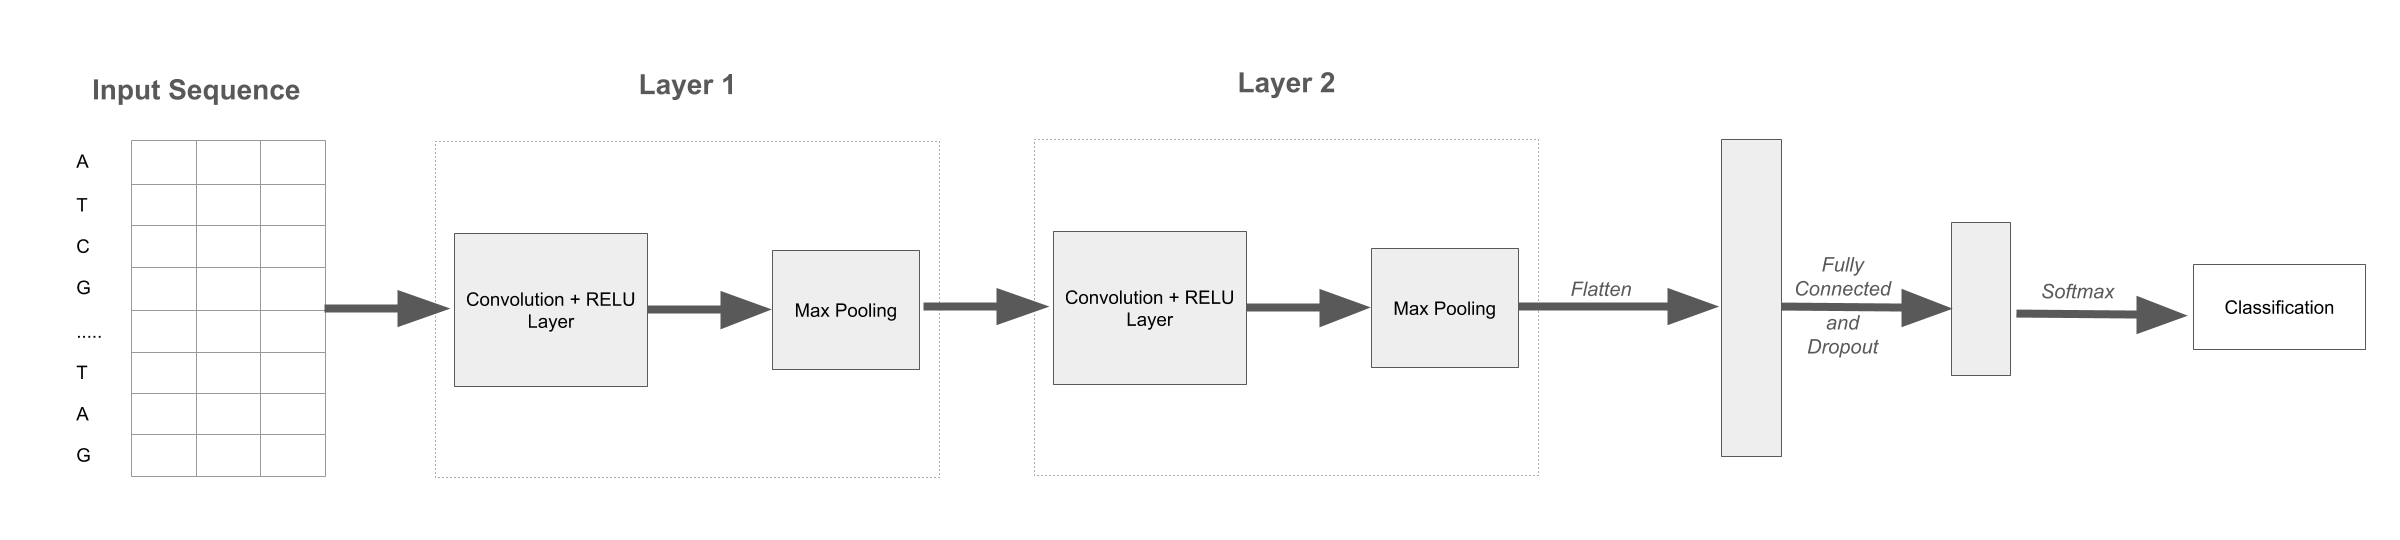 Input Sequence
Layer 1
Layer 2
A
T
C
G
.....
T
A
G
Convolution + RELU
Layer
Max Pooling
Convolution + RELU
Layer
Max Pooling
Flatten
Fully
Connected
and
Dropout
Softmax
Classification